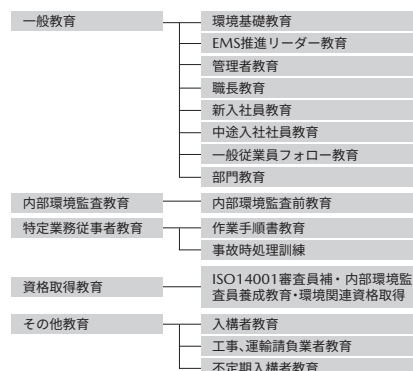 一般教育
環境基礎教育
EMS推進リーダー教育
管理者教育
職長教育
新入社員教育
中途入社社員教育
一般従業員フォロー教育
部門教育
内部環境監査教育
内部環境監査前教育
特定業務従事者教育
作業手順書教育
事故時処理訓練
資格取得教育
ISO14001審査員補・内部環境監
査員養成教育・環境関連資格取得
その他教育
入構者教育
工事、運輸請負業者教育
不定期入構者教育